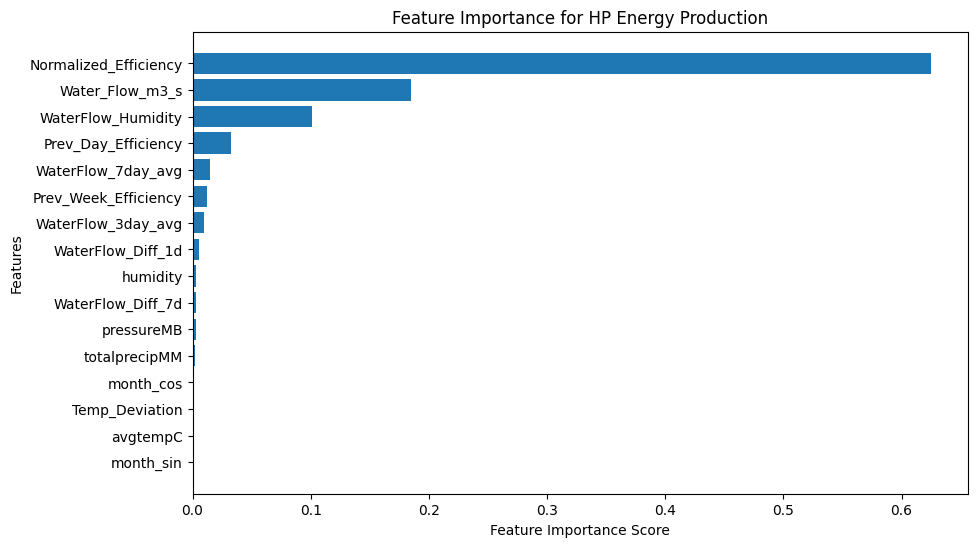 Feature Importance for HP Energy Production
Normalized_Efficiency
Water_Flow_m3_s
WaterFlow_Humidity
Prev_Day_Efficiency
WaterFlow_7day_avg
Prev_Week_Efficiency
WaterFlow_3day_avg
WaterFlow_Diff_1d
humidity
WaterFlow_Diff_7d
pressureMB
totalprecipMM
month_cos
Temp_Deviation
avgtempC
month_sin
Features
0.0 0.1 0.2 0.3 0.4 0.5 0.6
Feature Importance Score